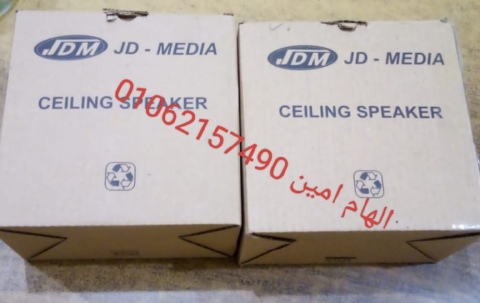 JDM JD - MEDIA
CEILING SPEAKER
JDM JD - MEDIA
CEILING SPEAKER
01062157490 الهام امين